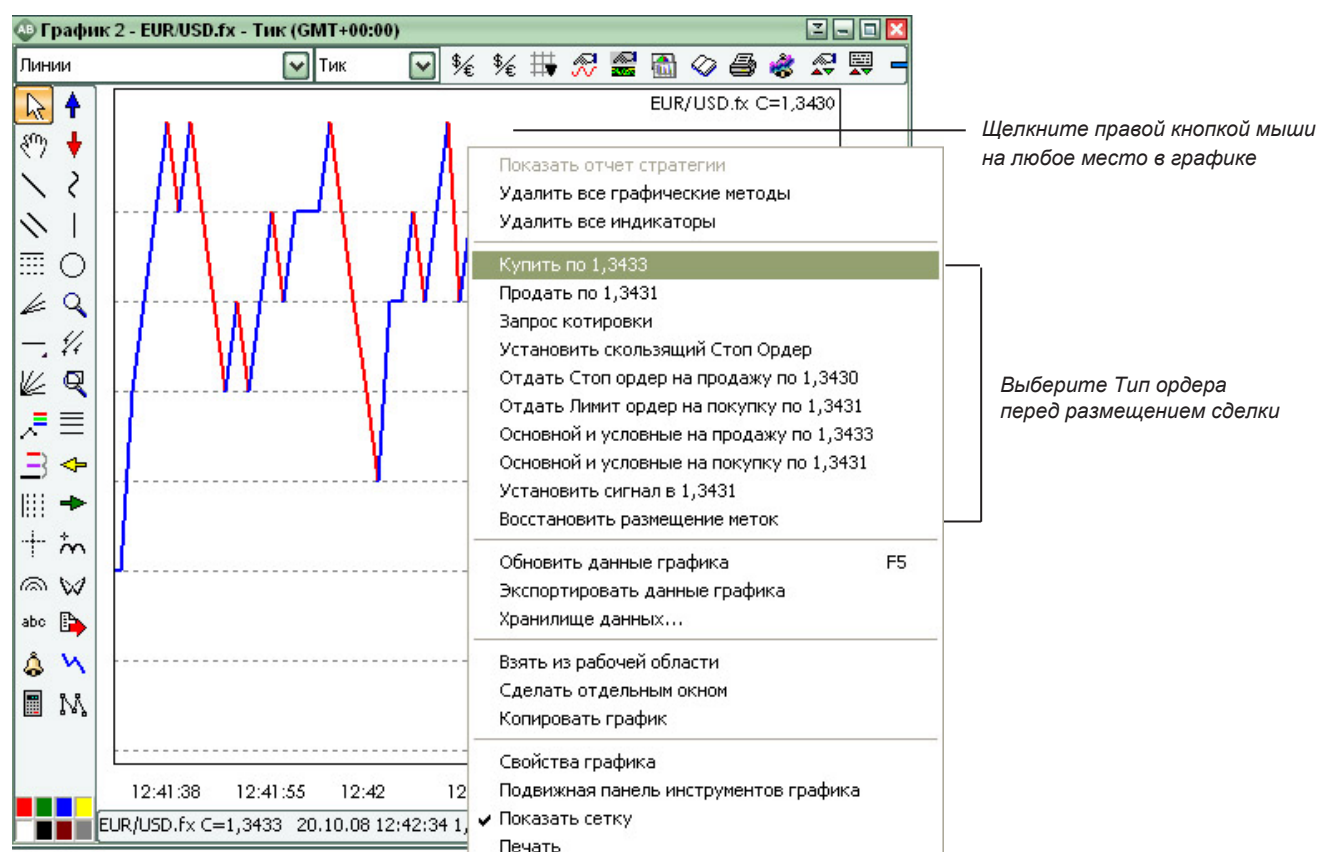 График 2 - EUR/USD.fx - Тик (GMT+00:00)
Линии
Тик
EUR/USD.fx C=1,3430
Щелкните правой кнопкой мыши
на любое место в графике
Показать отчет стратегии
Удалить все графические методы
Удалить все индикаторы
Купить по 1,3433
Продать по 1,3431
Запрос котировки
Установить скользящий Стоп Ордер
Отдать Стоп ордер на продажу по 1,3430
Отдать Лимит ордер на покупку по 1,3431
Основной и условные на продажу по 1,3433
Основной и условные на покупку по 1,3431
Установить сигнал в 1,3431
Восстановить размещение меток
Выберите Тип ордера
перед размещением сделки
Обновить данные графика F5
Экспортировать данные графика
Хранилище данных...
Взять из рабочей области
Сделать отдельным окном
Копировать график
Свойства графика
Подвижная панель инструментов графика
Показать сетку
Печать
abc
12:41:38 12:41:55 12:42 12
EUR/USD.fx C=1,3433 20.10.08 12:42:34 1,